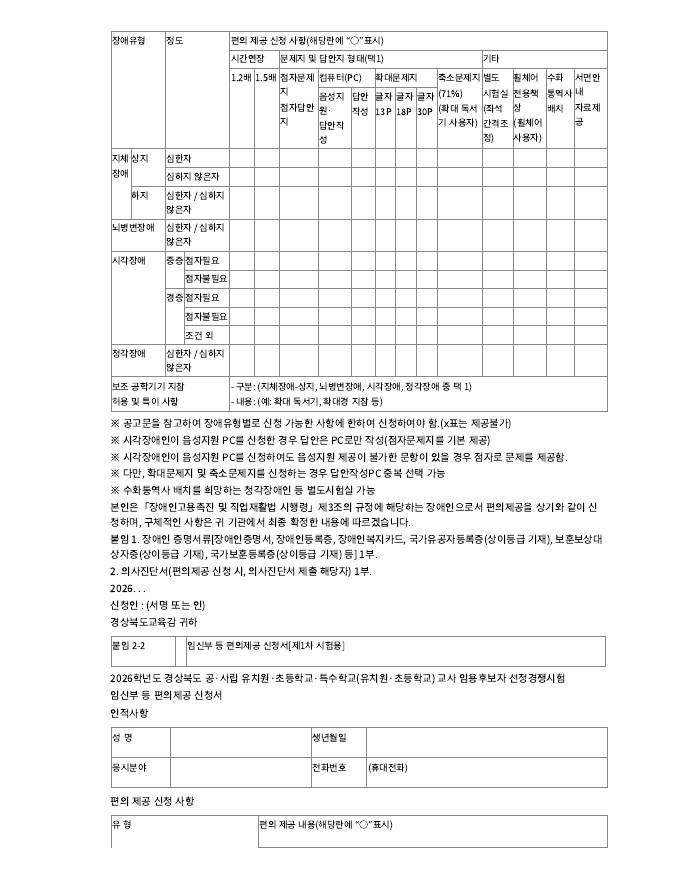 장애유형 정도 편의 제공 신청 사항(해당란에 “○”표시)
시간연장 문제지 및 답안지 형태(택1) 기타
1.2배 1.5배 점자문제지 점자답안지 컴퓨터(PC) 확대문제지 축소문제지(71%) (확대 독서기 사용자) 별도 시험실 (좌석 간격조정) 휠체어 전용책상 (휠체어 사용자) 수화 통역사 배치 서면안내 자료제공
음성지원· 답안작성 답안작성 글자 13P 글자 18P 글자 30P
지체장애 상지 심한자
심하지 않은자
하지 심한자 / 심하지 않은자
뇌병변장애 심한자 / 심하지 않은자
시각장애 중증 점자필요
점자불필요
경증 점자필요
점자불필요
조건 외
청각장애 심한자 / 심하지 않은자
보조 공학기기 지참 허용 및 특이 사항
- 구분: (지체장애-상지, 뇌병변장애, 시각장애, 청각장애 중 택 1)
- 내용: (예: 확대 독서기, 확대경 지참 등)
※ 공고문을 참고하여 장애유형별로 신청 가능한 사항에 한하여 신청하여야 함.(x표는 제공불가)
※ 시각장애인이 음성지원 PC를 신청한 경우 답안은 PC로만 작성(점자문제지를 기본 제공)
※ 시각장애인이 음성지원 PC를 신청하여도 음성지원 제공이 불가한 문항이 있을 경우 점자로 문제를 제공함.
※ 다만, 확대문제지 및 축소문제지를 신청하는 경우 답안작성PC 중복 선택 가능
※ 수화통역사 배치를 희망하는 청각장애인 등 별도시험실 가능
본인은「장애인고용촉진 및 직업재활법 시행령」제3조의 규정에 해당하는 장애인으로서 편의제공을 상기와 같이 신
청하며, 구체적인 사항은 귀 기관에서 최종 확정한 내용에 따르겠습니다.
붙임 1. 장애인 증명서류[장애인증명서, 장애인등록증, 장애인복지카드, 국가유공자등록증(상이등급 기재), 보훈보상대
상자증(상이등급 기재), 국가보훈등록증(상이등급 기재) 등] 1부.
2. 의사진단서(편의제공 신청 시, 의사진단서 제출 해당자) 1부.
2026. . .
신청인 : (서명 또는 인)
경상북도교육감 귀하
붙임 2-2 임신부 등 편의제공 신청서[제1차 시험용]
2026학년도 경상북도 공·사립 유치원·초등학교·특수학교(유치원·초등학교) 교사 임용후보자 선정경쟁시험
임신부 등 편의제공 신청서
인적사항
성 명 생년월일
응시분야 전화번호 (휴대전화)
편의 제공 신청 사항
유 형 편의 제공 내용(해당란에 “○”표시)